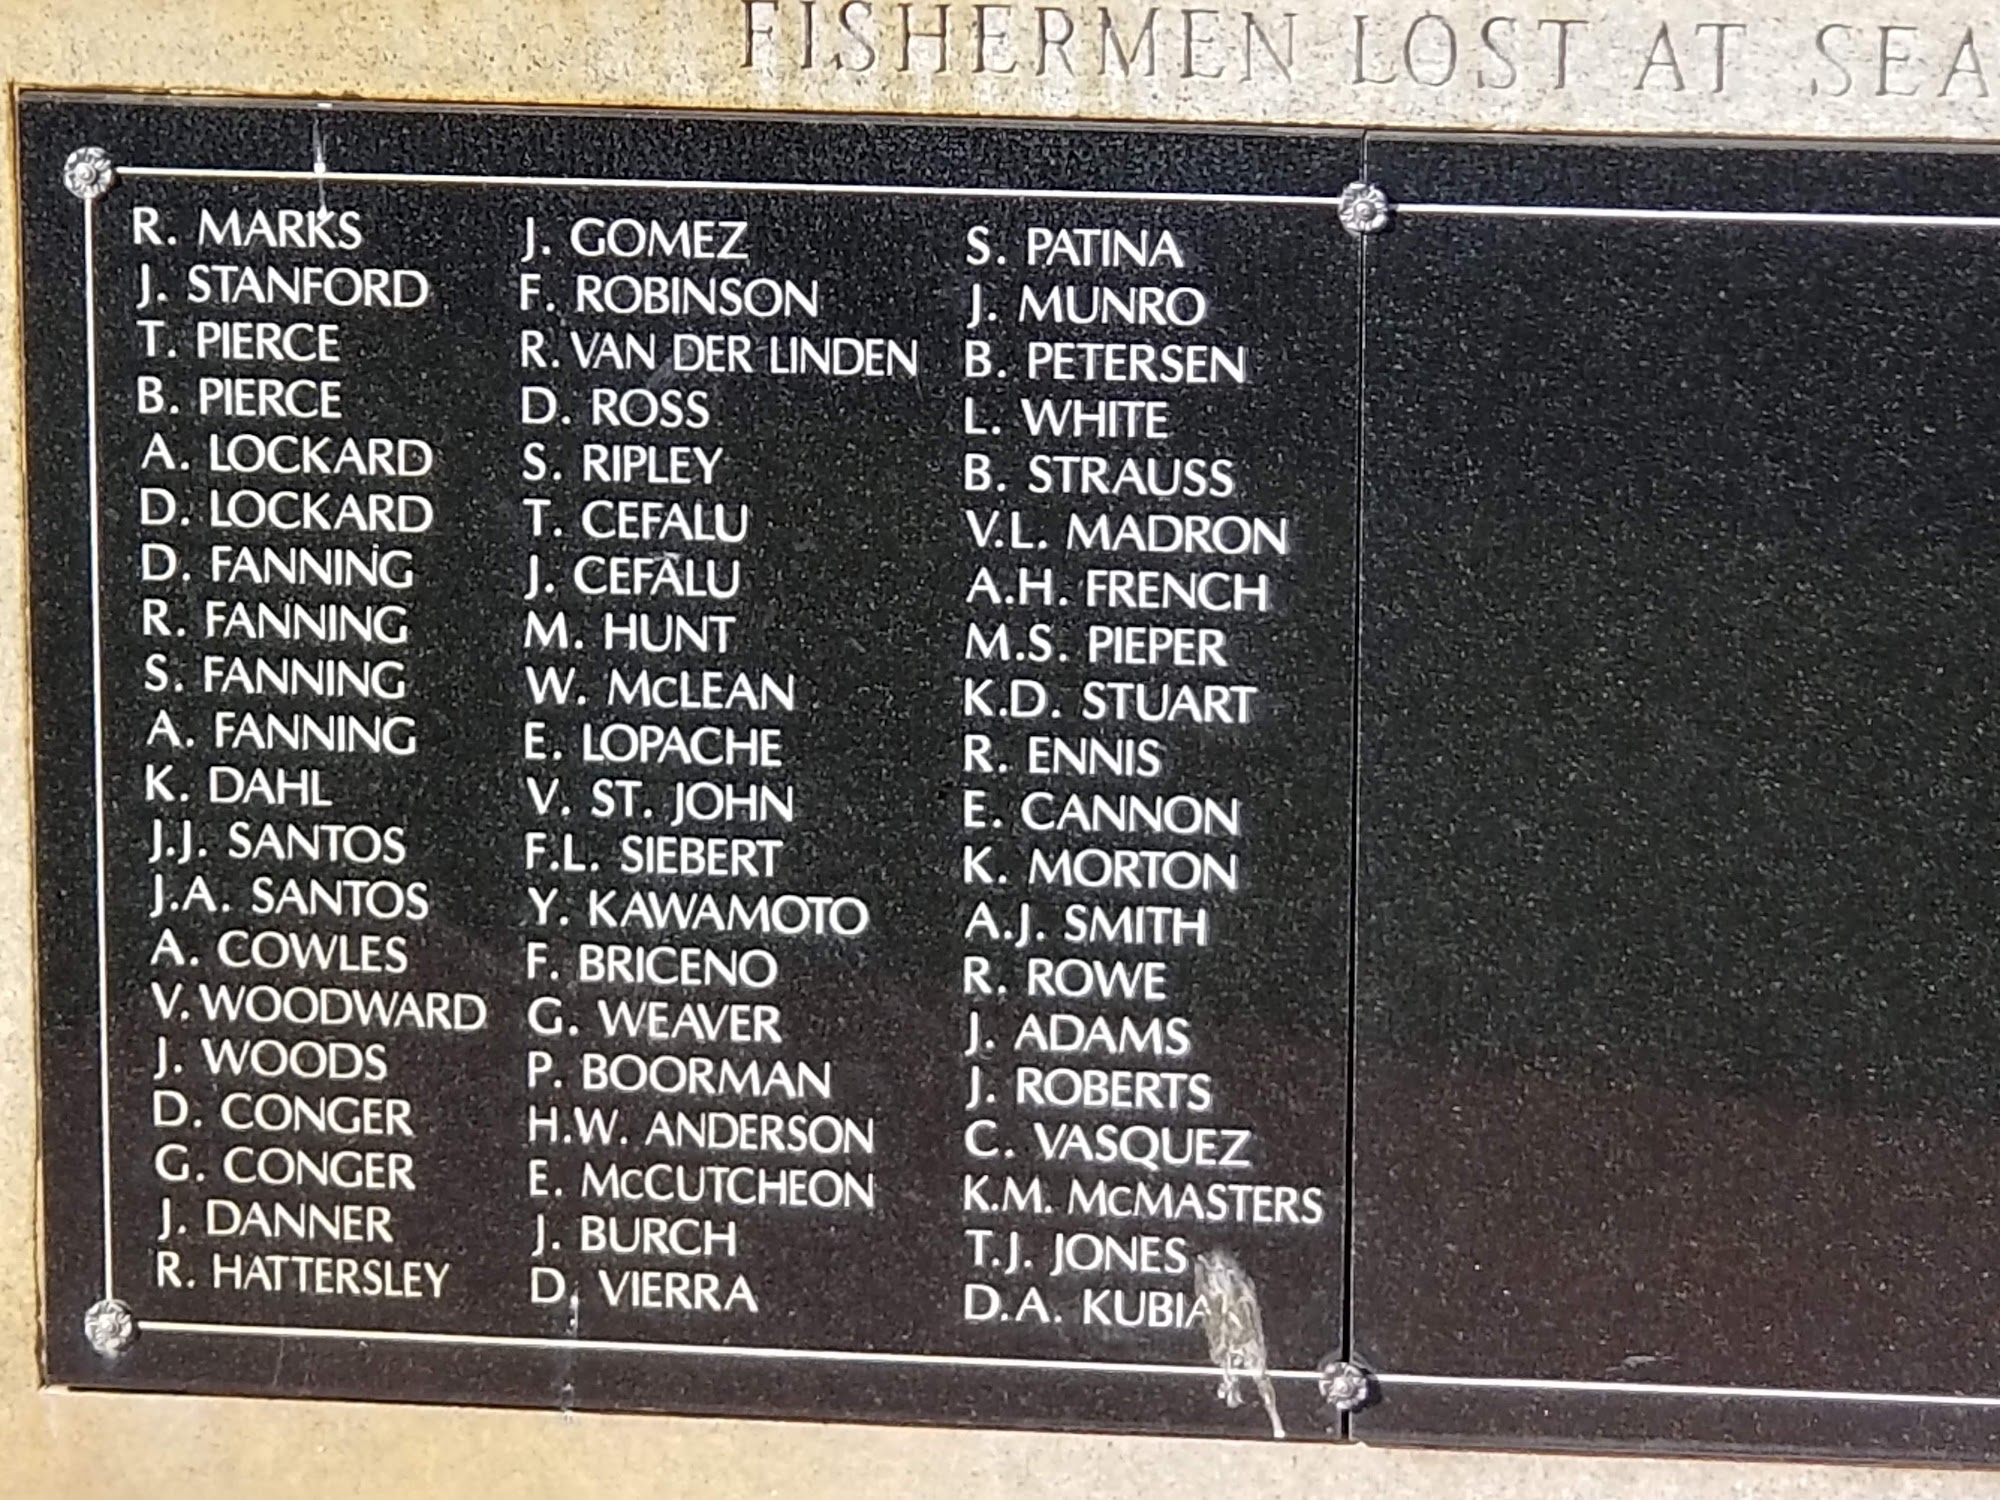 FISHERMEN LOST AT SEA
R. MARKS
J. STANFORD
T. PIERCE
B. PIERCE
A. LOCKARD
D. LOCKARD
D. FANNING
R. FANNING
S. FANNING
A. FANNING
K. DAHL
J.J. SANTOS
J.A. SANTOS
A. COWLES
V. WOODWARD
J. WOODS
D. CONGER
G. CONGER
J. DANNER
R. HATTERSLEY
J. GOMEZ
F. ROBINSON
R. VAN DER LINDEN
D. ROSS
S. RIPLEY
T. CEFALU
J. CEFALU
M. HUNT
W. McLEAN
E. LOPACHE
V. ST. JOHN
F.L. SIEBERT
Y. KAWAMOTO
F. BRICENO
G. WEAVER
P. BOORMAN
H.W. ANDERSON
E. McCUTCHEON
J. BURCH
D. VIERRA
S. PATINA
J. MUNRO
B. PETERSEN
L. WHITE
B. STRAUSS
V.L. MADRON
A.H. FRENCH
M.S. PIEPER
K.D. STUART
R. ENNIS
E. CANNON
K. MORTON
A.J. SMITH
R. ROWE
J. ADAMS
J. ROBERTS
C. VASQUEZ
K.M. McMASTERS
T.J. JONES
D.A.